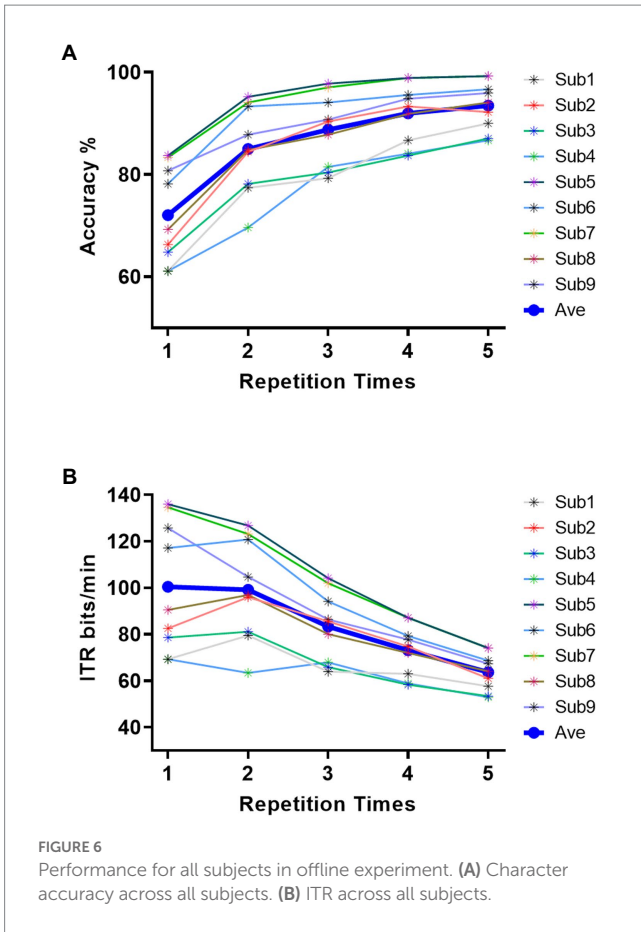 A
Accuracy %
100
80
60
1 2 3 4 5
Repetition Times
Sub1
Sub2
Sub3
Sub4
Sub5
Sub6
Sub7
Sub8
Sub9
Ave
B
ITR bits/min
140
120
100
80
60
40
1 2 3 4 5
Repetition Times
Sub1
Sub2
Sub3
Sub4
Sub5
Sub6
Sub7
Sub8
Sub9
Ave
FIGURE 6
Performance for all subjects in offline experiment. (A) Character
accuracy across all subjects. (B) ITR across all subjects.